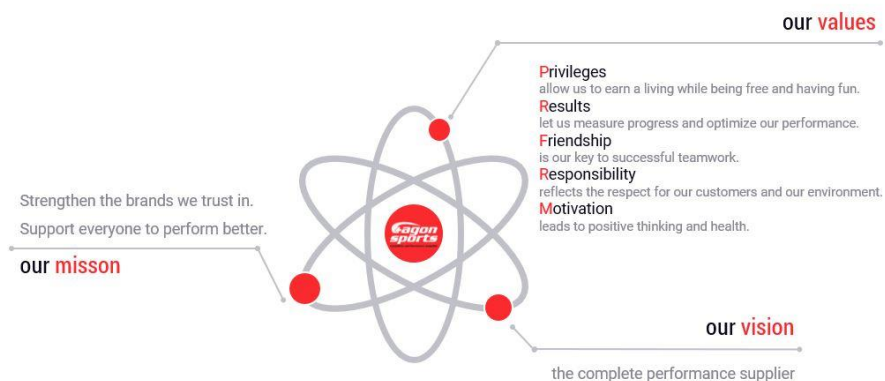 our values
Privileges
allow us to earn a living while being free and having fun.
Results
let us measure progress and optimize our performance.
Friendship
is our key to successful teamwork.
Responsibility
reflects the respect for our customers and our environment.
Motivation
leads to positive thinking and health.
Strengthen the brands we trust in.
Support everyone to perform better.
our misson
agon
sports
our vision
the complete performance supplier